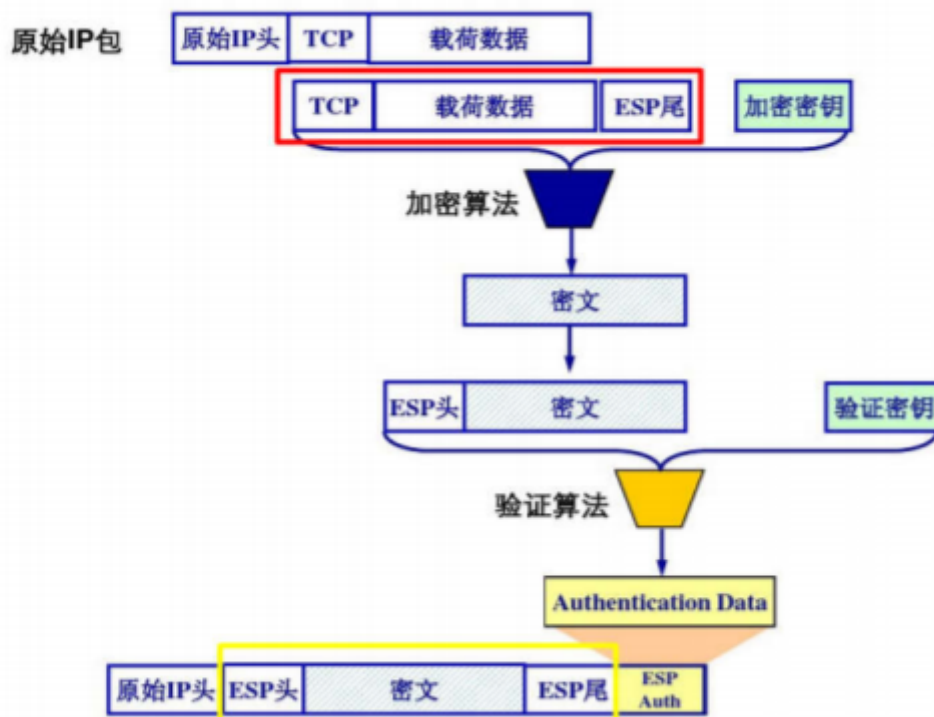 原始IP包 原始IP头 TCP 载荷数据
TCP 载荷数据 ESP尾 加密密钥
加密算法
密文
ESP头 密文 验证密钥
验证算法
Authentication Data
原始IP头 ESP头 密文 ESP尾 ESP Auth